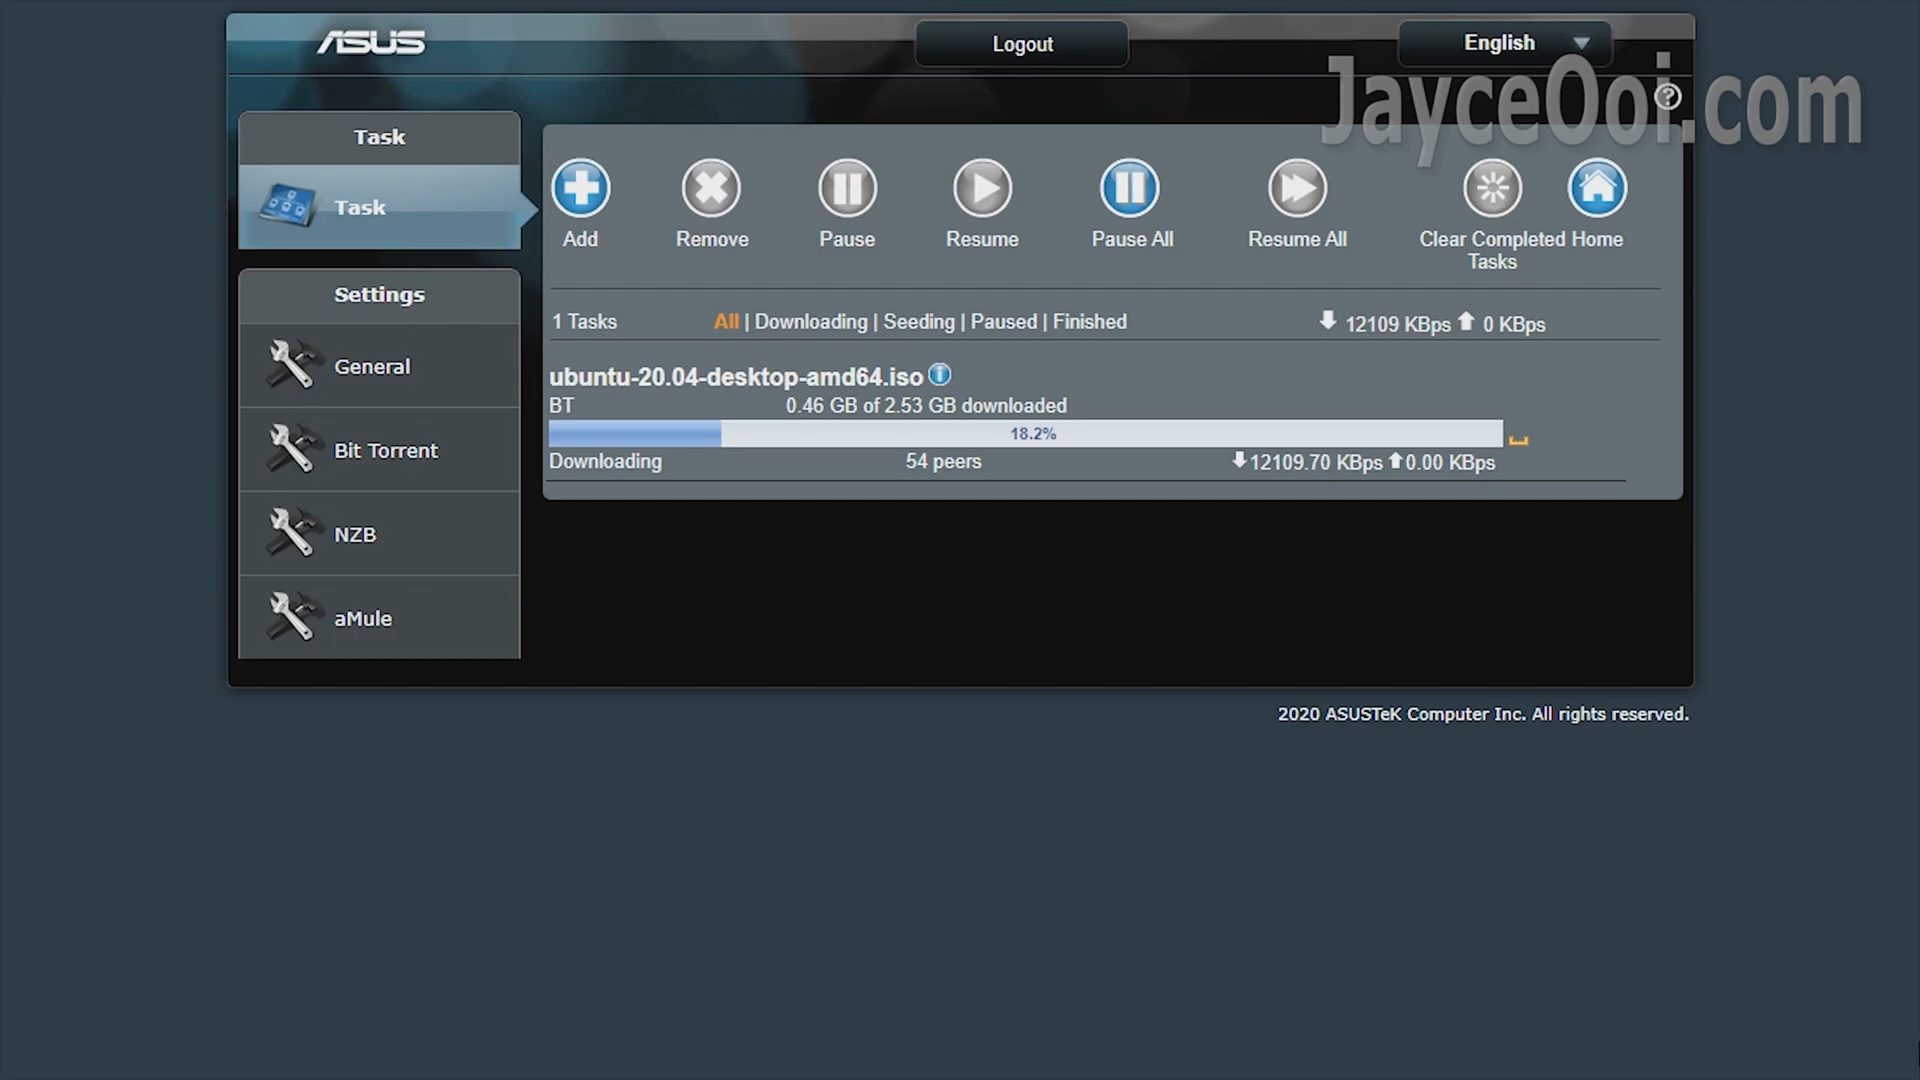 ASUS
Logout
English
JayceOoi.com
Task
Task
Add
Remove
Pause
Resume
Pause All
Resume All
Clear Completed Tasks
Home
Settings
1 Tasks
All | Downloading | Seeding | Paused | Finished
12109 KBps 0 KBps
General
ubuntu-20.04-desktop-amd64.iso
BT
0.46 GB of 2.53 GB downloaded
18.2%
Bit Torrent
Downloading
54 peers
12109.70 KBps 0.00 KBps
NZB
aMule
2020 ASUSTeK Computer Inc. All rights reserved.